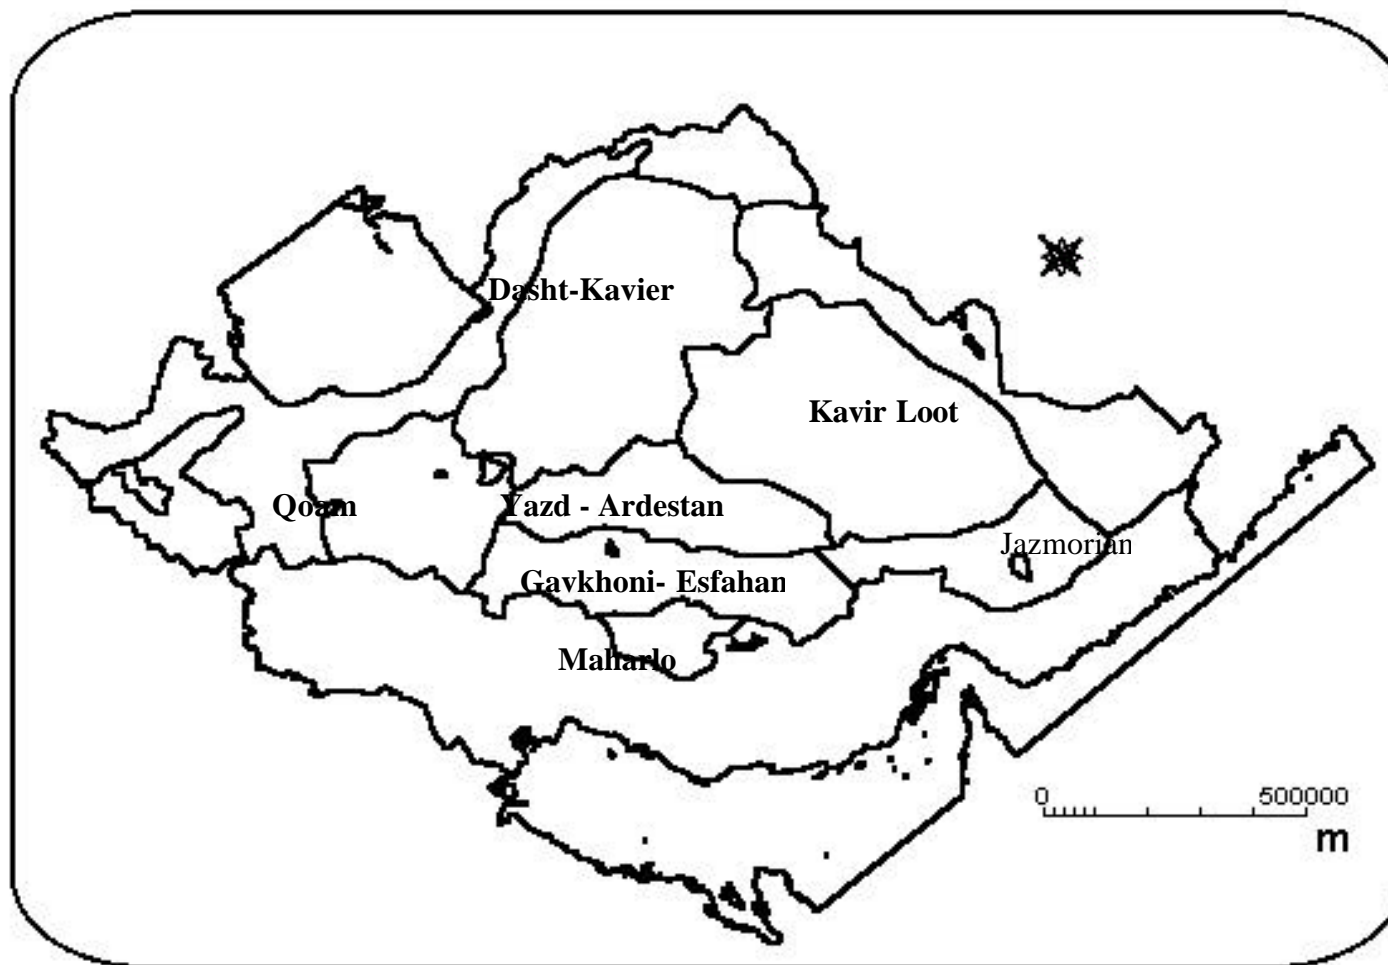 Dasht-Kavier
Kavir Loot
Qoam
Yazd - Ardestan
Jazmorian
Gavkhoni- Esfahan
Maharlo
0 500000
m